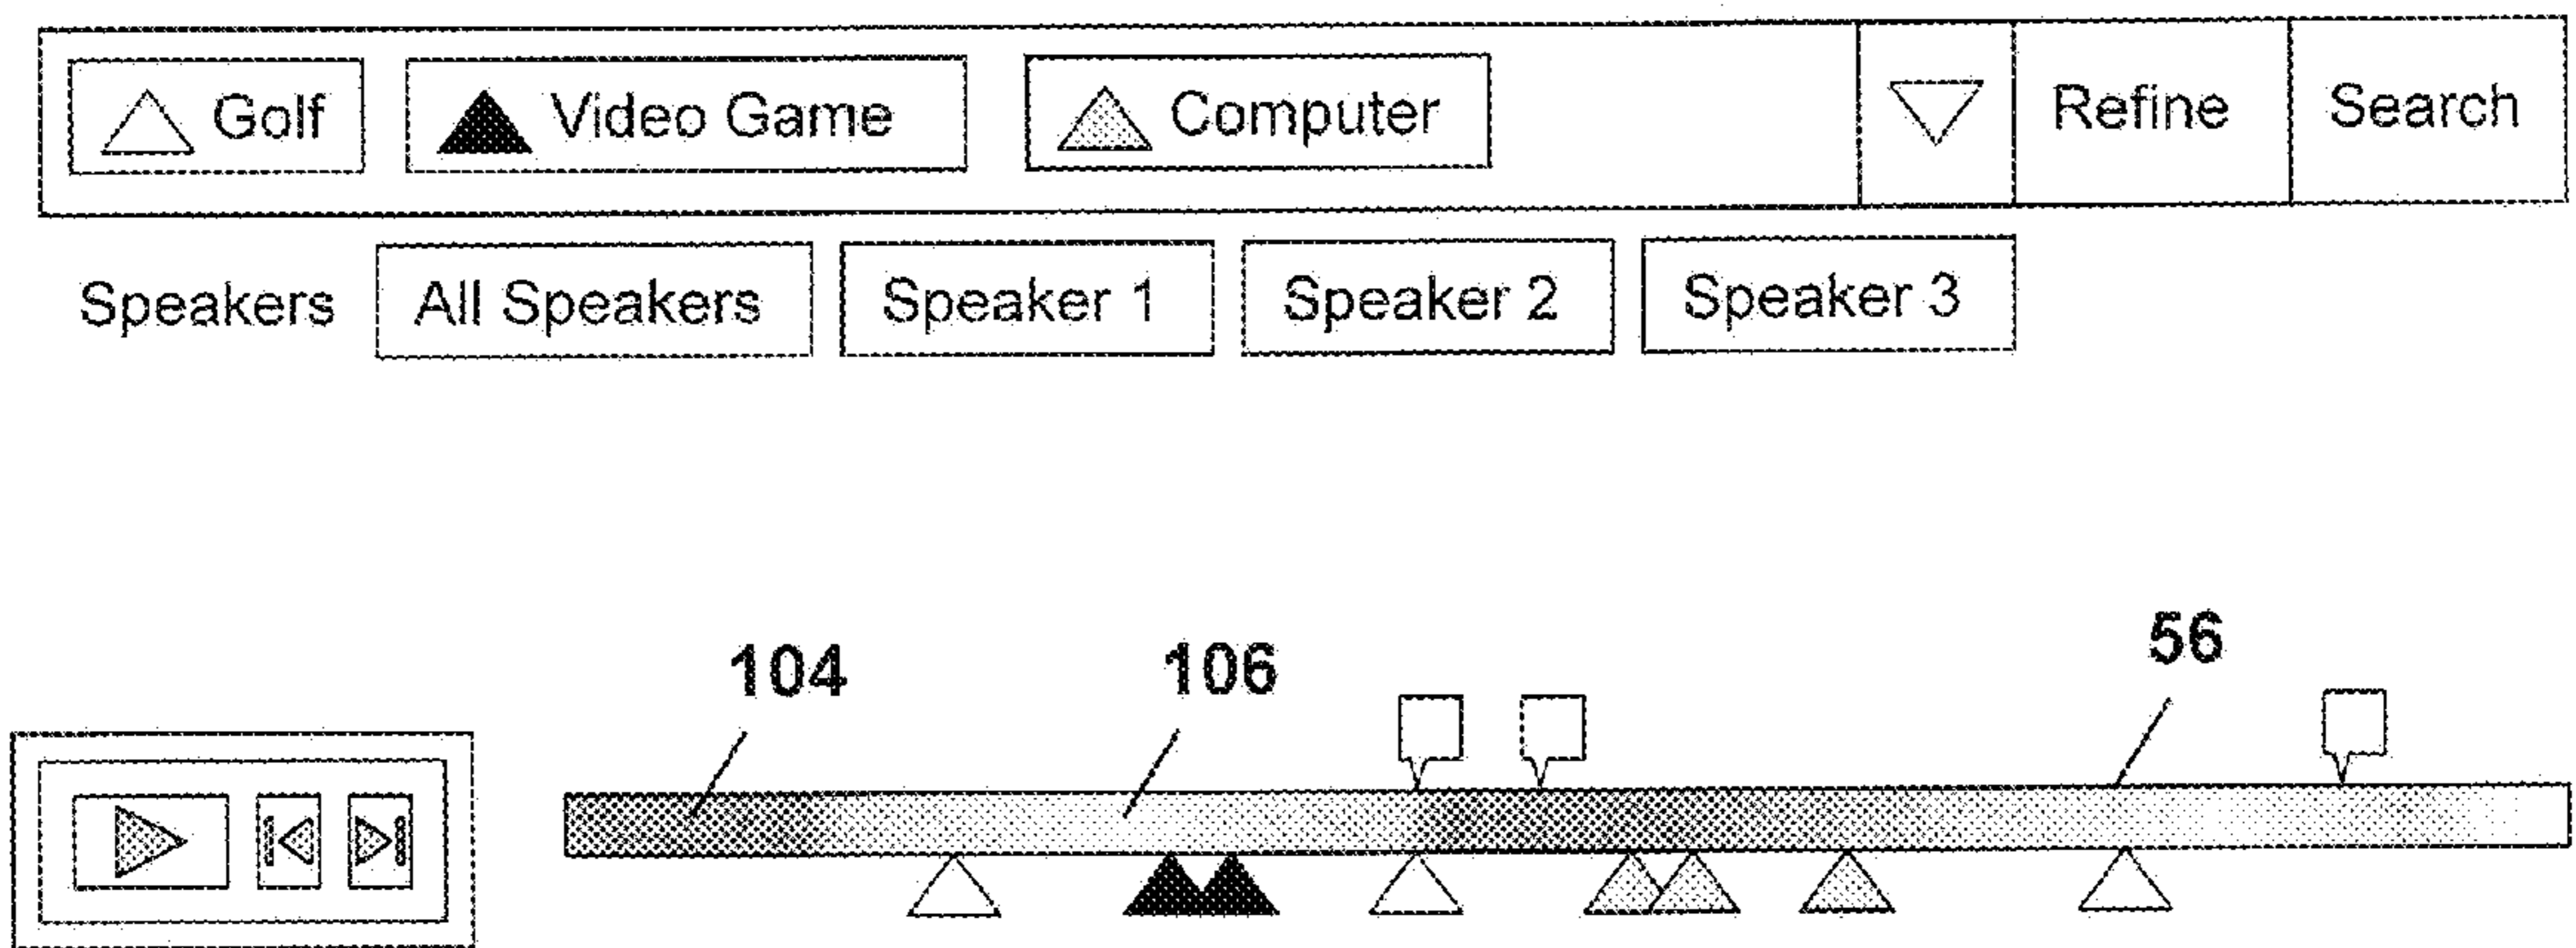 Golf Video Game Computer Refine Search
Speakers All Speakers Speaker 1 Speaker 2 Speaker 3
104 106 56